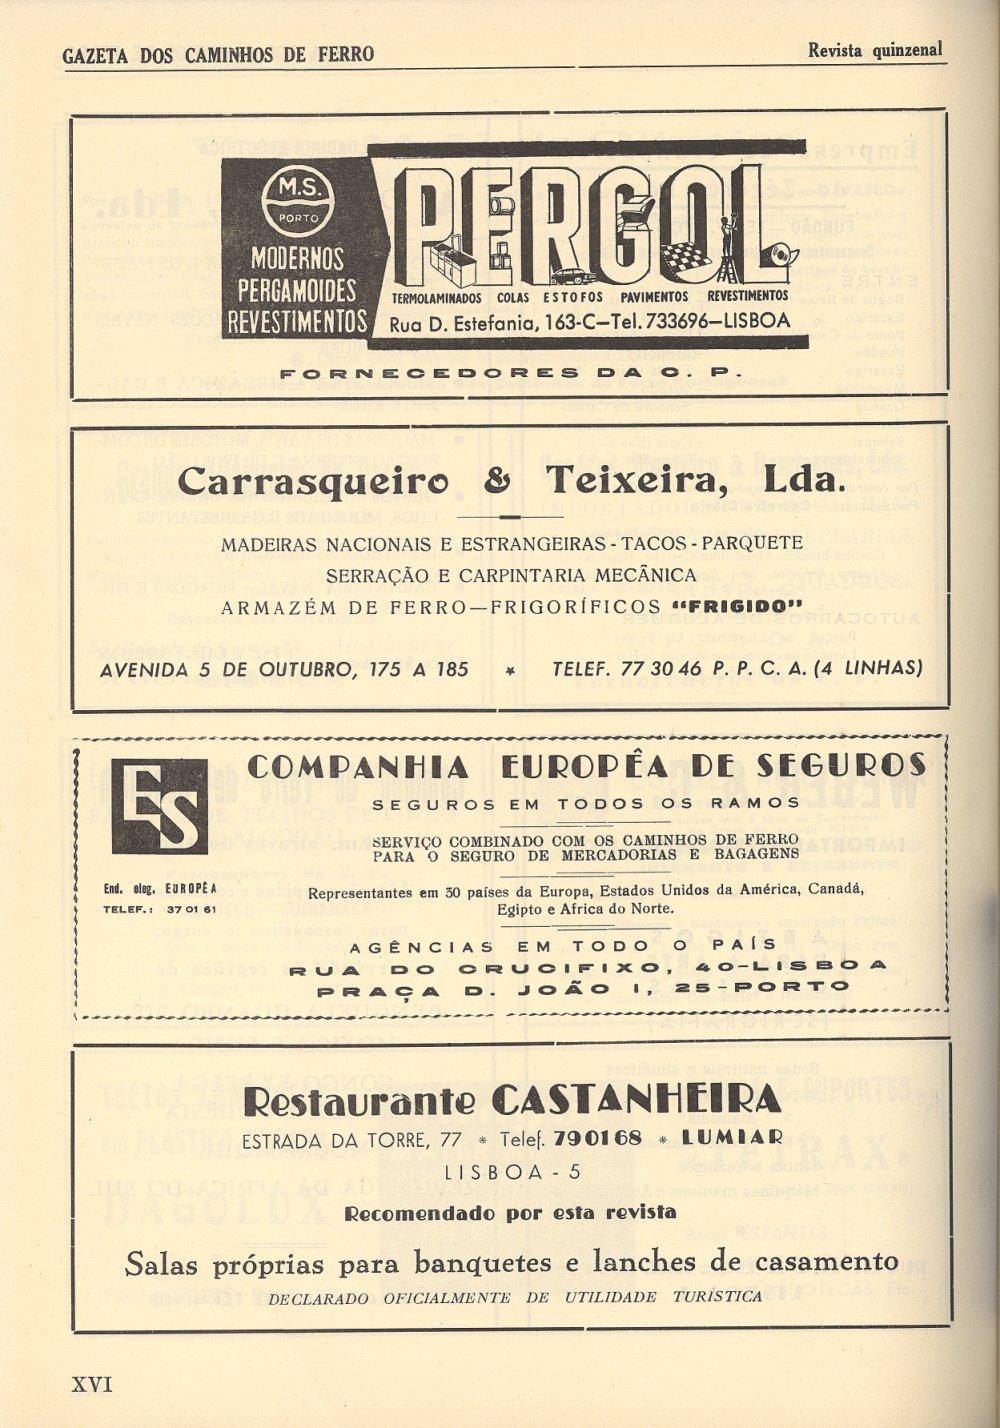 GAZETA DOS CAMINHOS DE FERRO
Revista quinzenal
M.S.
PORTO
MODERNOS
PERGAMOIDES
REVESTIMENTOS
PERGOL
TERMOLAMINADOS COLAS ESTOFOS PAVIMENTOS REVESTIMENTOS
Rua D. Estefania, 163-C—Tel. 733696—LISBOA
FORNECEDORES DA C. P.
Carrasqueiro & Teixeira, Lda.
MADEIRAS NACIONAIS E ESTRANGEIRAS - TACOS - PARQUETE
SERRAÇÃO E CARPINTARIA MECÃNICA
ARMAZÉM DE FERRO—FRIGORÍFICOS “FRIGIDO”
AVENIDA 5 DE OUTUBRO, 175 A 185 * TELEF. 77 30 46 P. P. C. A. (4 LINHAS)
ES
COMPANHIA EUROPÊA DE SEGUROS
SEGUROS EM TODOS OS RAMOS
SERVIÇO COMBINADO COM OS CAMINHOS DE FERRO
PARA O SEGURO DE MERCADORIAS E BAGAGENS
End. eleg. EUROPÊA
TELEF.: 37 01 61
Representantes em 30 países da Europa, Estados Unidos da América, Canadá,
Egipto e Africa do Norte.
AGÊNCIAS EM TODO O PAÍS
RUA DO CRUCIFIXO, 40-LISBOA
PRAÇA D. JOÃO I, 25-PORTO
Restaurante CASTANHEIRA
ESTRADA DA TORRE, 77 * Telef. 790168 * LUMIAR
LISBOA - 5
Recomendado por esta revista
Salas próprias para banquetes e lanches de casamento
DECLARADO OFICIALMENTE DE UTILIDADE TURÍSTICA
XVI